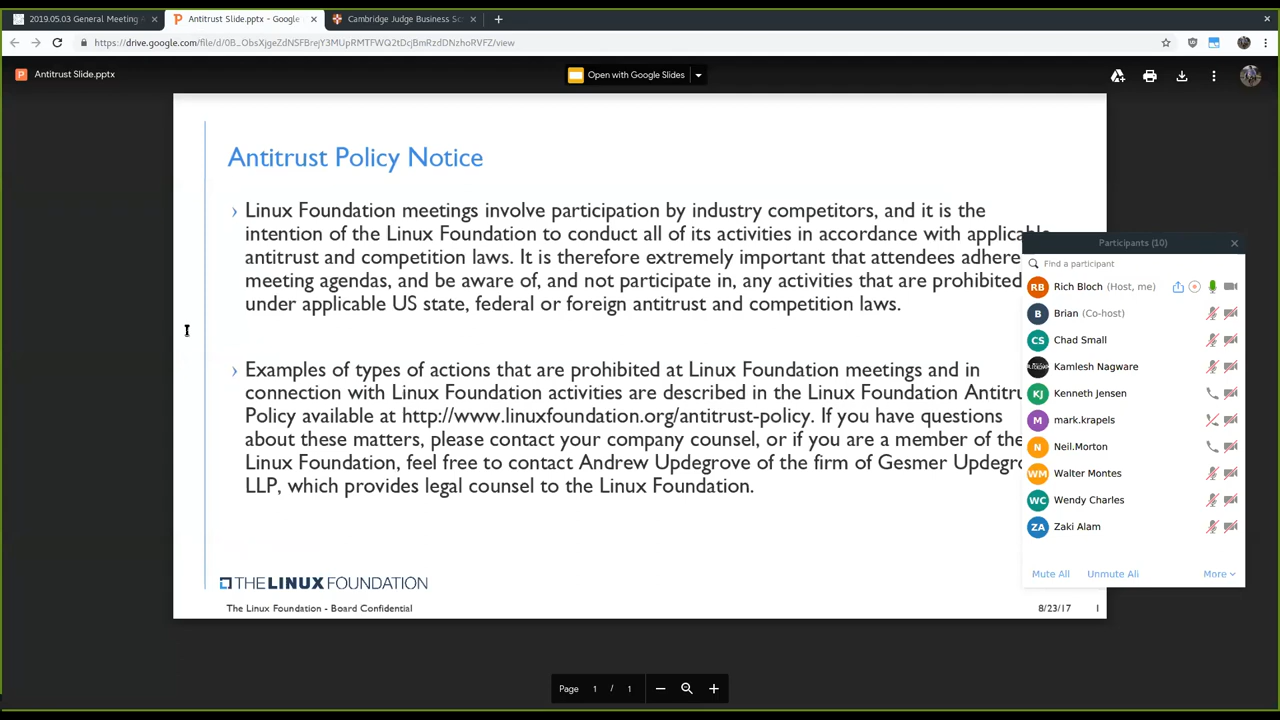 2019.05.03 General Meeting
Antitrust Slide.pptx - Google
Cambridge Judge Business Sc
https://drive.google.com/file/d/0B_ObsXjgeZdNSFBrejY3MUpRMTFWQ2tDcjBmRzdDNzhoRVFZ/view
P Antitrust Slide.pptx
Open with Google Slides
Antitrust Policy Notice
› Linux Foundation meetings involve participation by industry competitors, and it is the
intention of the Linux Foundation to conduct all of its activities in accordance with applicable
antitrust and competition laws. It is therefore extremely important that attendees adhere
meeting agendas, and be aware of, and not participate in, any activities that are prohibited
under applicable US state, federal or foreign antitrust and competition laws.
› Examples of types of actions that are prohibited at Linux Foundation meetings and in
connection with Linux Foundation activities are described in the Linux Foundation Antitru
Policy available at http://www.linuxfoundation.org/antitrust-policy. If you have questions
about these matters, please contact your company counsel, or if you are a member of the
Linux Foundation, feel free to contact Andrew Updegrove of the firm of Gesmer Updegro
LLP, which provides legal counsel to the Linux Foundation.
THE LINUX FOUNDATION
The Linux Foundation - Board Confidential
8/23/17 1
Participants (10)
Find a participant
RB Rich Bloch (Host, me)
B Brian (Co-host)
CS Chad Small
Kamlesh Nagware
KJ Kenneth Jensen
M mark.krapels
N Neil.Morton
WM Walter Montes
WC Wendy Charles
ZA Zaki Alam
Mute All Unmute All More
Page 1 / 1